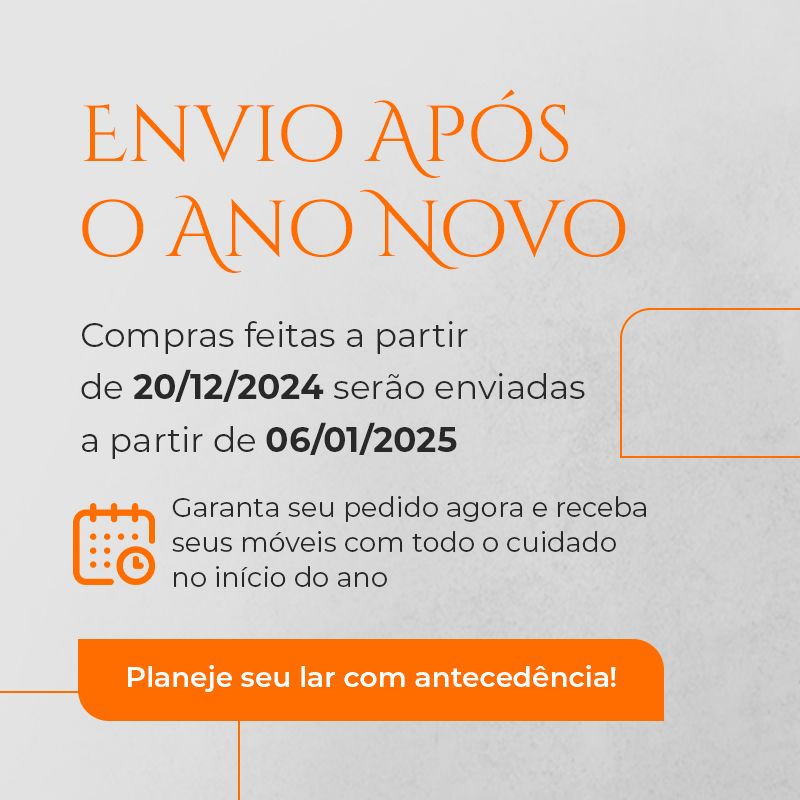 Envio Após
o Ano Novo
Compras feitas a partir
de 20/12/2024 serão enviadas
a partir de 06/01/2025
Garanta seu pedido agora e receba
seus móveis com todo o cuidado
no início do ano
Planeje seu lar com antecedência!